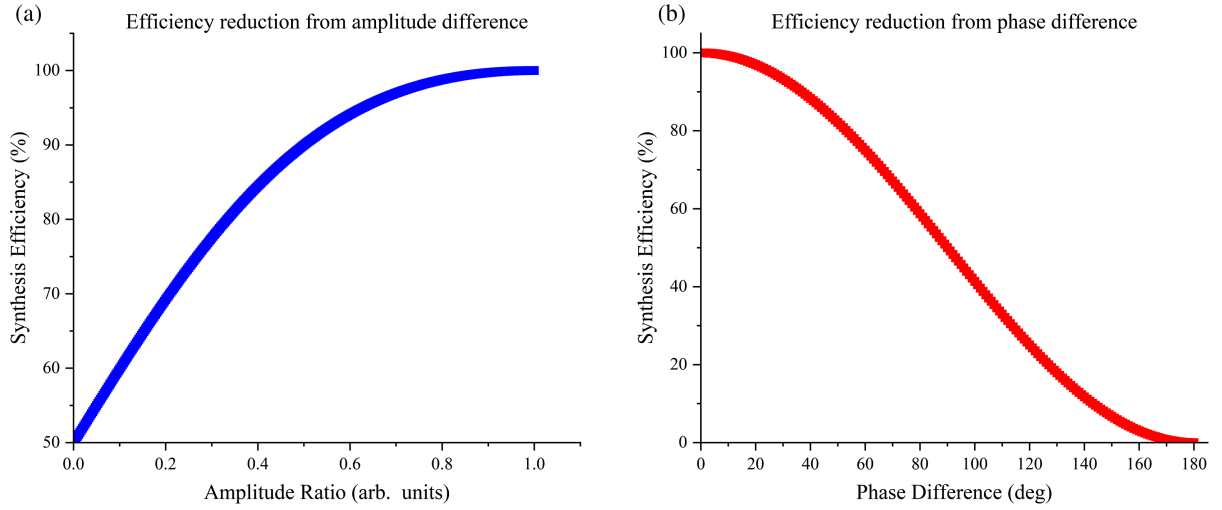 (a)
Efficiency reduction from amplitude difference
100
90
80
70
60
50
0.0 0.2 0.4 0.6 0.8 1.0
Synthesis Efficiency (%)
Amplitude Ratio (arb. units)
(b)
Efficiency reduction from phase difference
100
80
60
40
20
0
0 20 40 60 80 100 120 140 160 180
Synthesis Efficiency (%)
Phase Difference (deg)